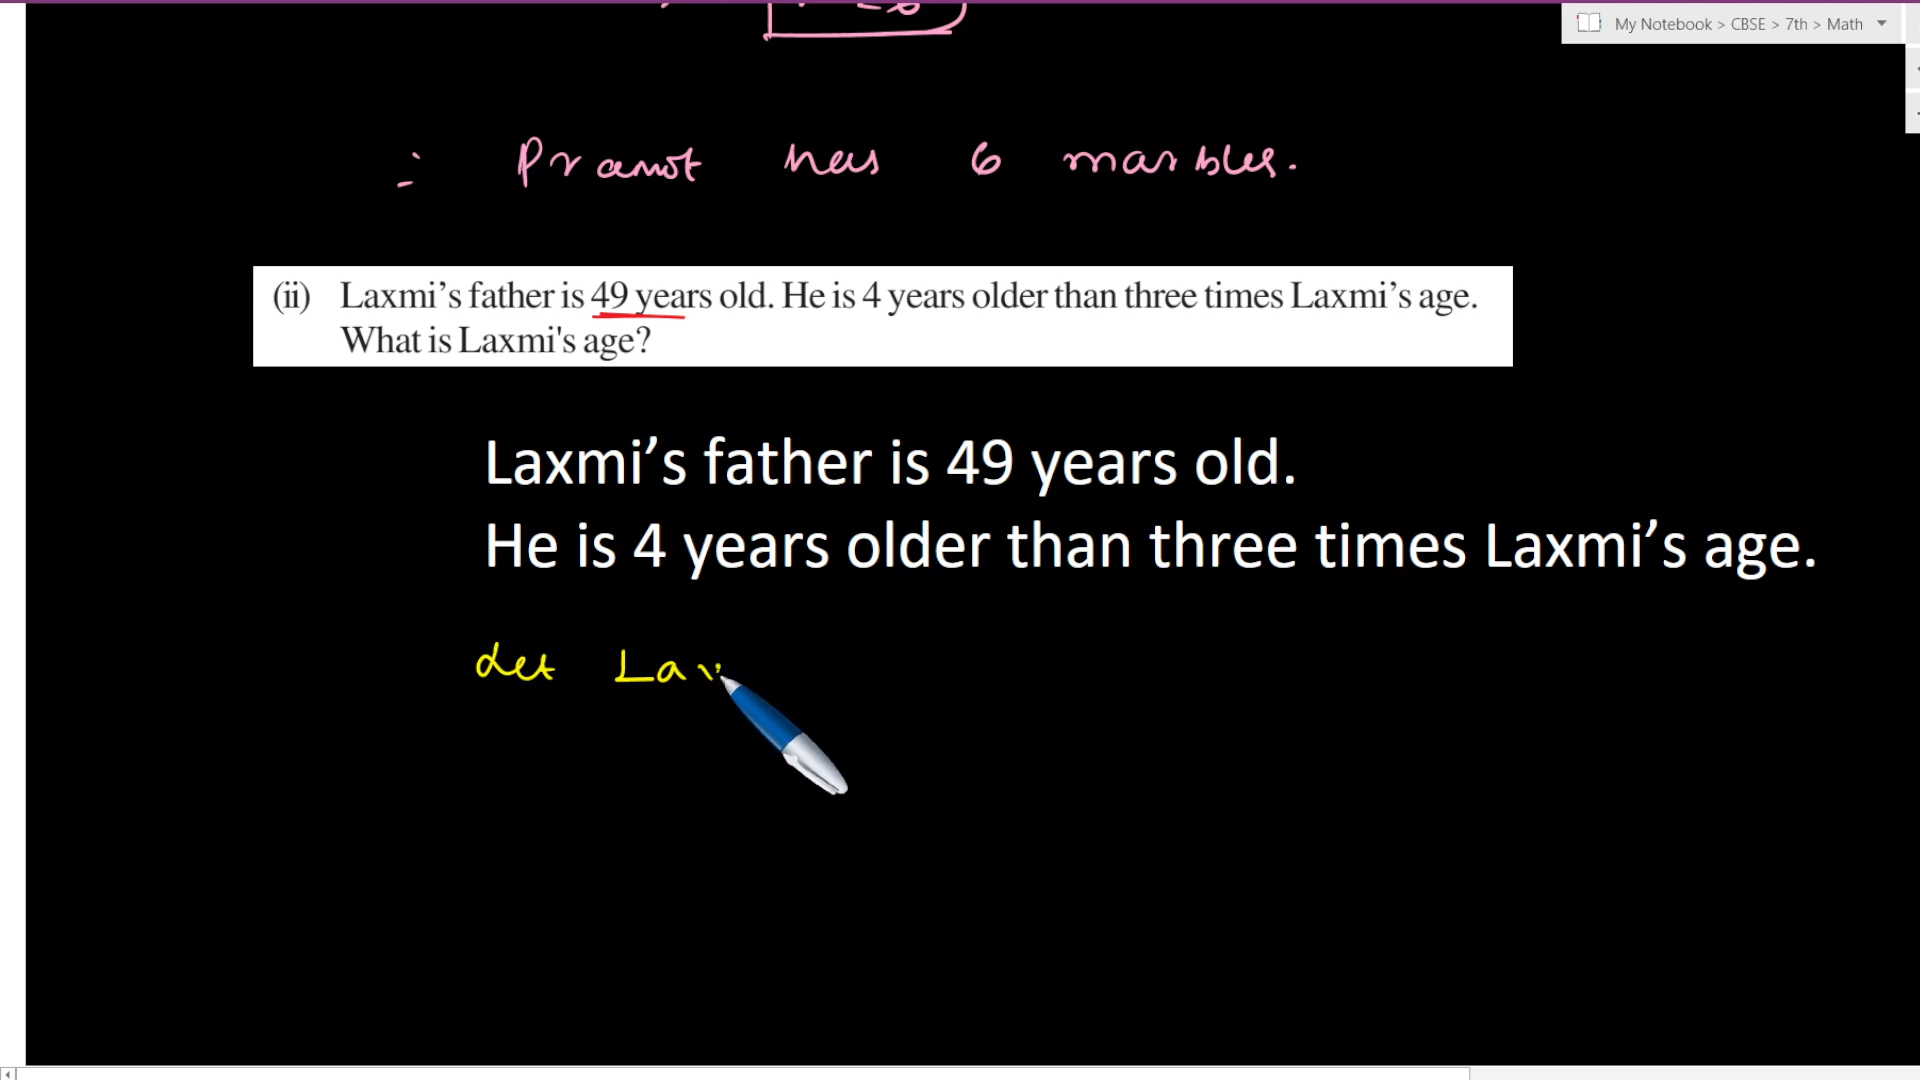 My Notebook > CBSE > 7th > Math
∴ Pranot has 6 marbles.
(ii) Laxmi’s father is 49 years old. He is 4 years older than three times Laxmi’s age.
What is Laxmi's age?
Laxmi’s father is 49 years old.
He is 4 years older than three times Laxmi’s age.
Let La